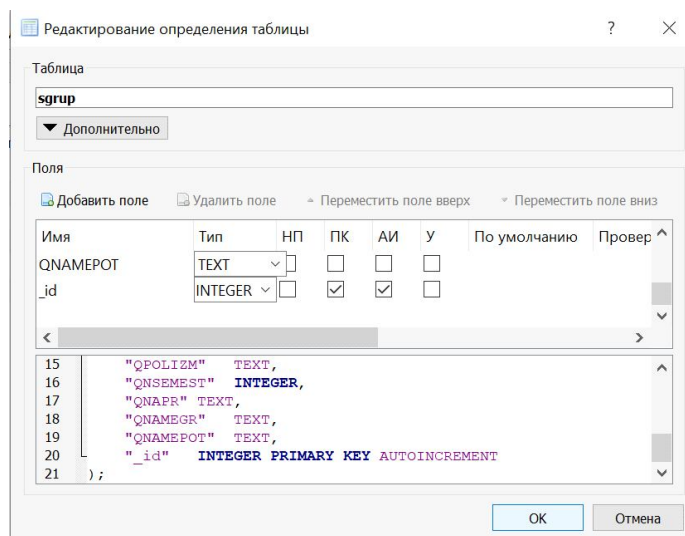 Редактирование определения таблицы ?
Таблица
sgrup
Дополнительно
Поля
Добавить поле Удалить поле Переместить поле вверх Переместить поле вниз
Имя Тип НП ПК АИ У По умолчанию Провер
QNAMEPOT TEXT
_id INTEGER
15 "QPOLIZM" TEXT,
16 "QNSEMEST" INTEGER,
17 "QNAPR" TEXT,
18 "QNAMEGR" TEXT,
19 "QNAMEPOT" TEXT,
20 "_id" INTEGER PRIMARY KEY AUTOINCREMENT
21 );
OK Отмена